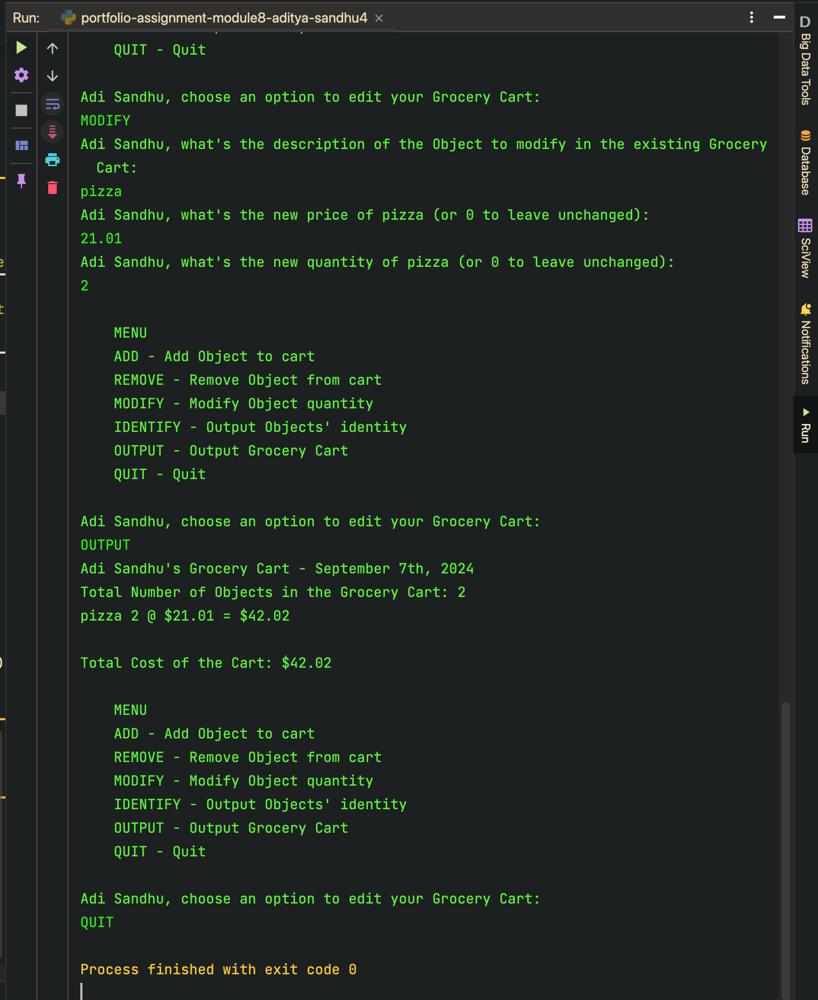 Run: portfolio-assignment-module8-aditya-sandhu4
    QUIT - Quit

Adi Sandhu, choose an option to edit your Grocery Cart:
MODIFY
Adi Sandhu, what's the description of the Object to modify in the existing Grocery
  Cart:
pizza
Adi Sandhu, what's the new price of pizza (or 0 to leave unchanged):
21.01
Adi Sandhu, what's the new quantity of pizza (or 0 to leave unchanged):
2

    MENU
    ADD - Add Object to cart
    REMOVE - Remove Object from cart
    MODIFY - Modify Object quantity
    IDENTIFY - Output Objects' identity
    OUTPUT - Output Grocery Cart
    QUIT - Quit

Adi Sandhu, choose an option to edit your Grocery Cart:
OUTPUT
Adi Sandhu's Grocery Cart - September 7th, 2024
Total Number of Objects in the Grocery Cart: 2
pizza 2 @ $21.01 = $42.02

Total Cost of the Cart: $42.02

    MENU
    ADD - Add Object to cart
    REMOVE - Remove Object from cart
    MODIFY - Modify Object quantity
    IDENTIFY - Output Objects' identity
    OUTPUT - Output Grocery Cart
    QUIT - Quit

Adi Sandhu, choose an option to edit your Grocery Cart:
QUIT

Process finished with exit code 0
D
Big Data Tools
Database
SciView
Notifications
Run